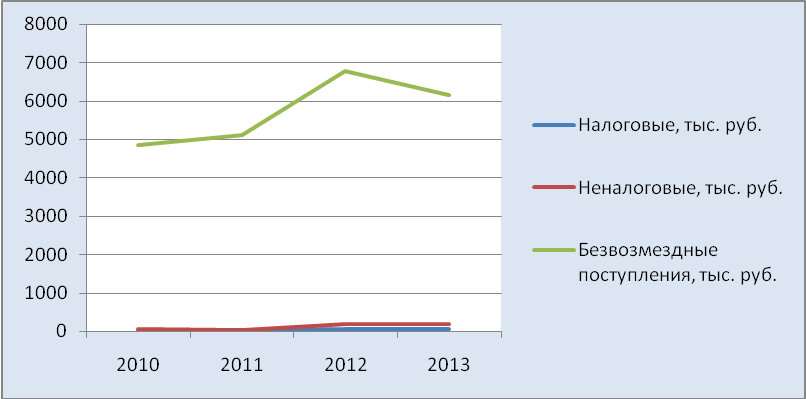 8000
7000
6000
5000
4000
3000
2000
1000
0
2010 2011 2012 2013
Налоговые, тыс. руб.
Неналоговые, тыс. руб.
Безвозмездные
поступления, тыс. руб.